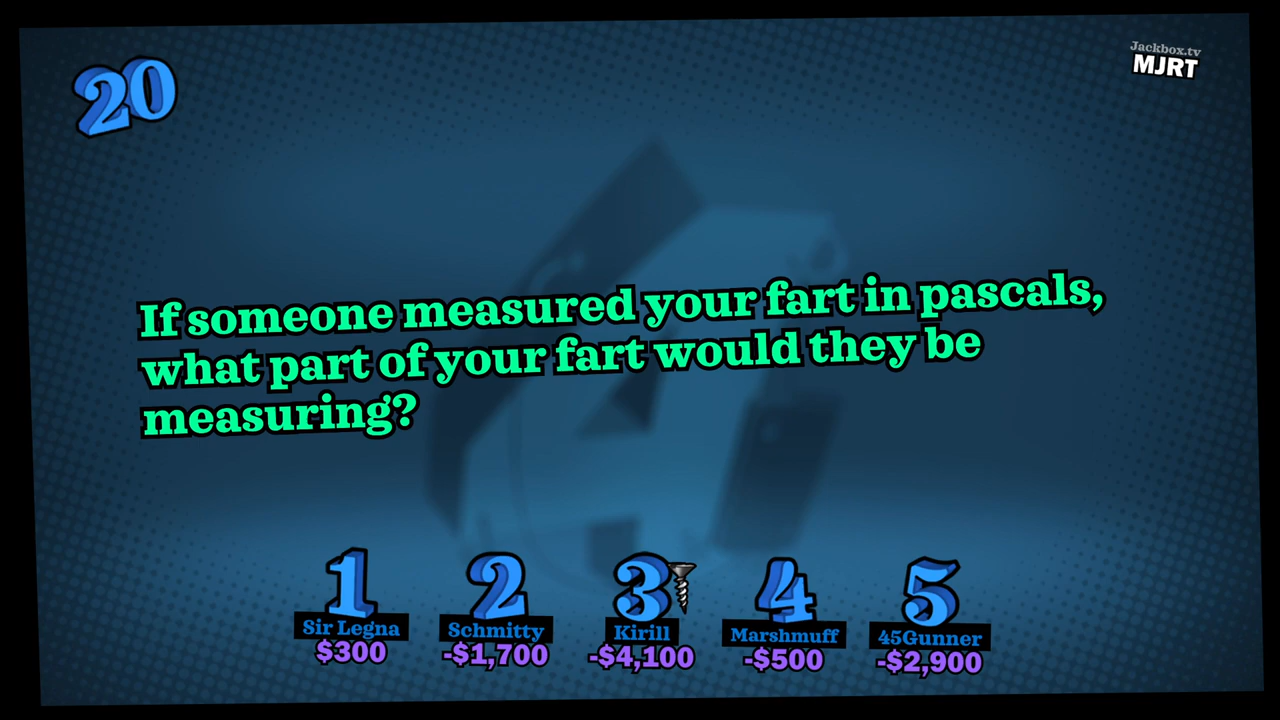 20
Jackbox.tv
MJRT
If someone measured your fart in pascals,
what part of your fart would they be
measuring?
1 2 3 4 5
Sir Legna Schmitty Kirill Marshmuff 45Gunner
$300 -$1,700 -$4,100 -$500 -$2,900